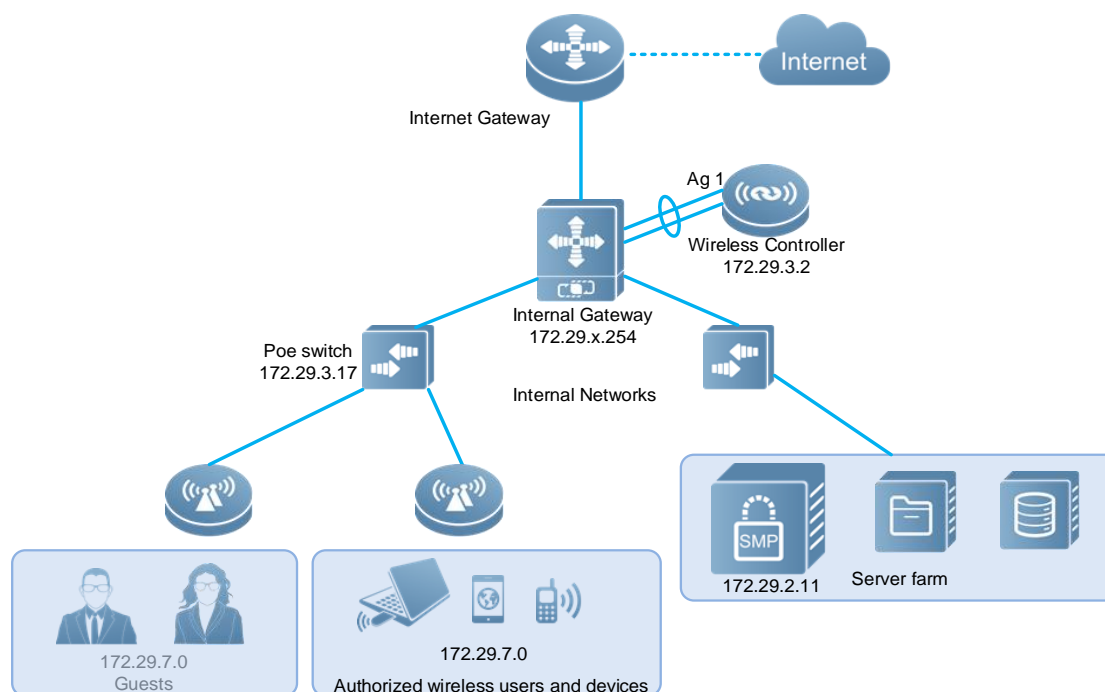 Internet
Internet Gateway
Ag 1
Wireless Controller
172.29.3.2
Internal Gateway
172.29.x.254
Poe switch
172.29.3.17
Internal Networks
SMP
172.29.2.11
Server farm
172.29.7.0
Guests
172.29.7.0
Authorized wireless users and devices